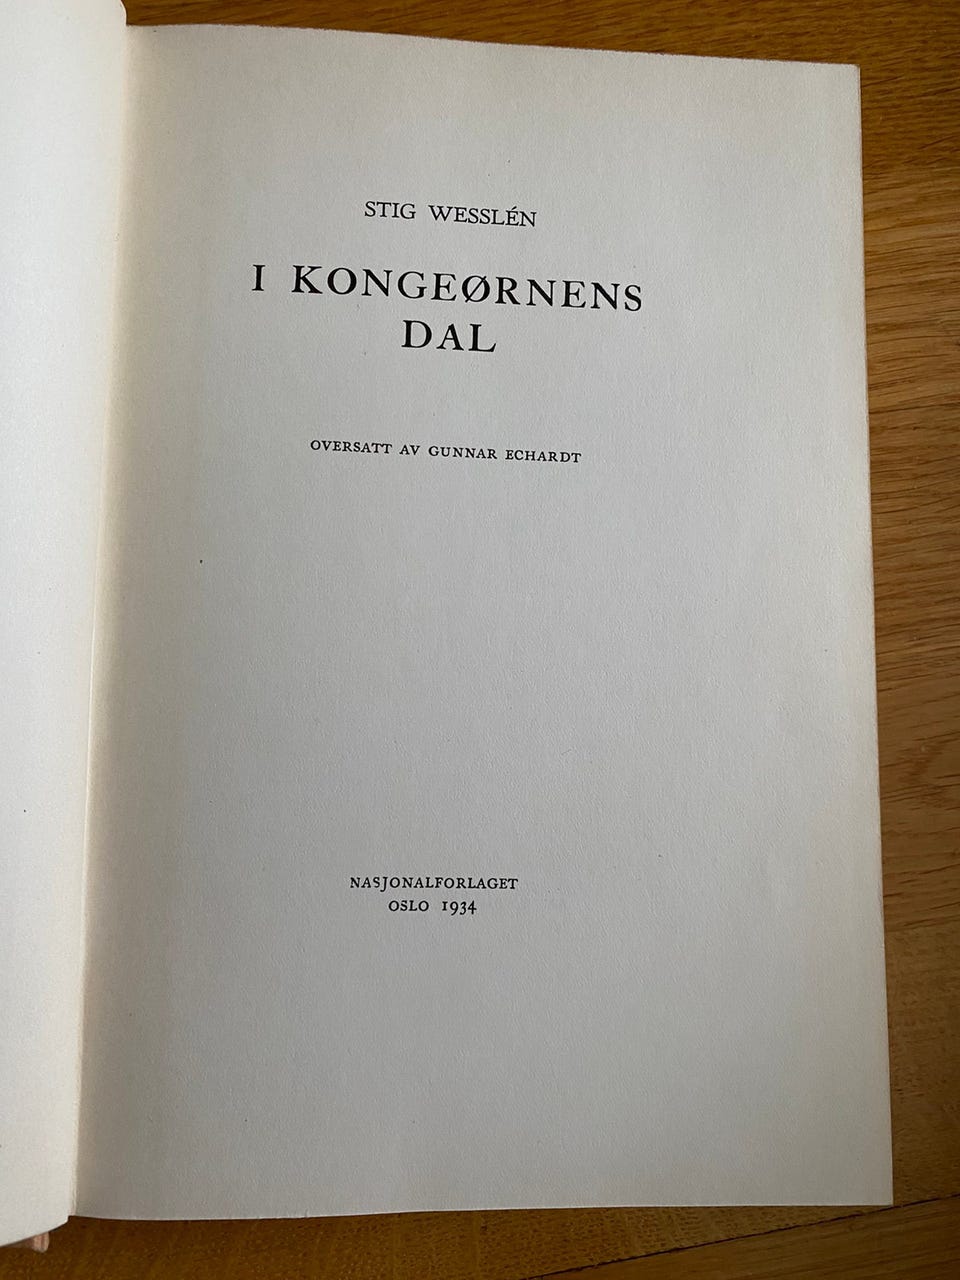 STIG WESSLÉN
I KONGEØRNENS
DAL
OVERSATT AV GUNNAR ECHARDT
NASJONALFORLAGET
OSLO 1934